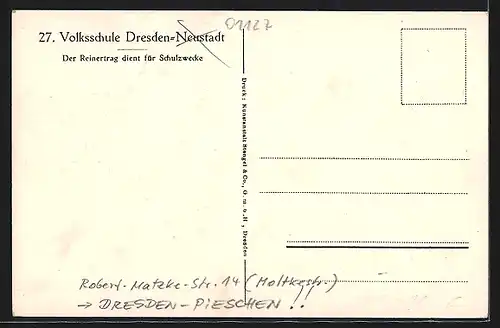 01127
27. Volksschule Dresden-Neustadt
Der Reinertrag dient für Schulzwecke
Druck: Kunstanstalt Stengel & Co., G. m. b. H., Dresden
Robert-Matzke-Str. 14 (Moltkestr.)
→ DRESDEN-PIESCHEN!!